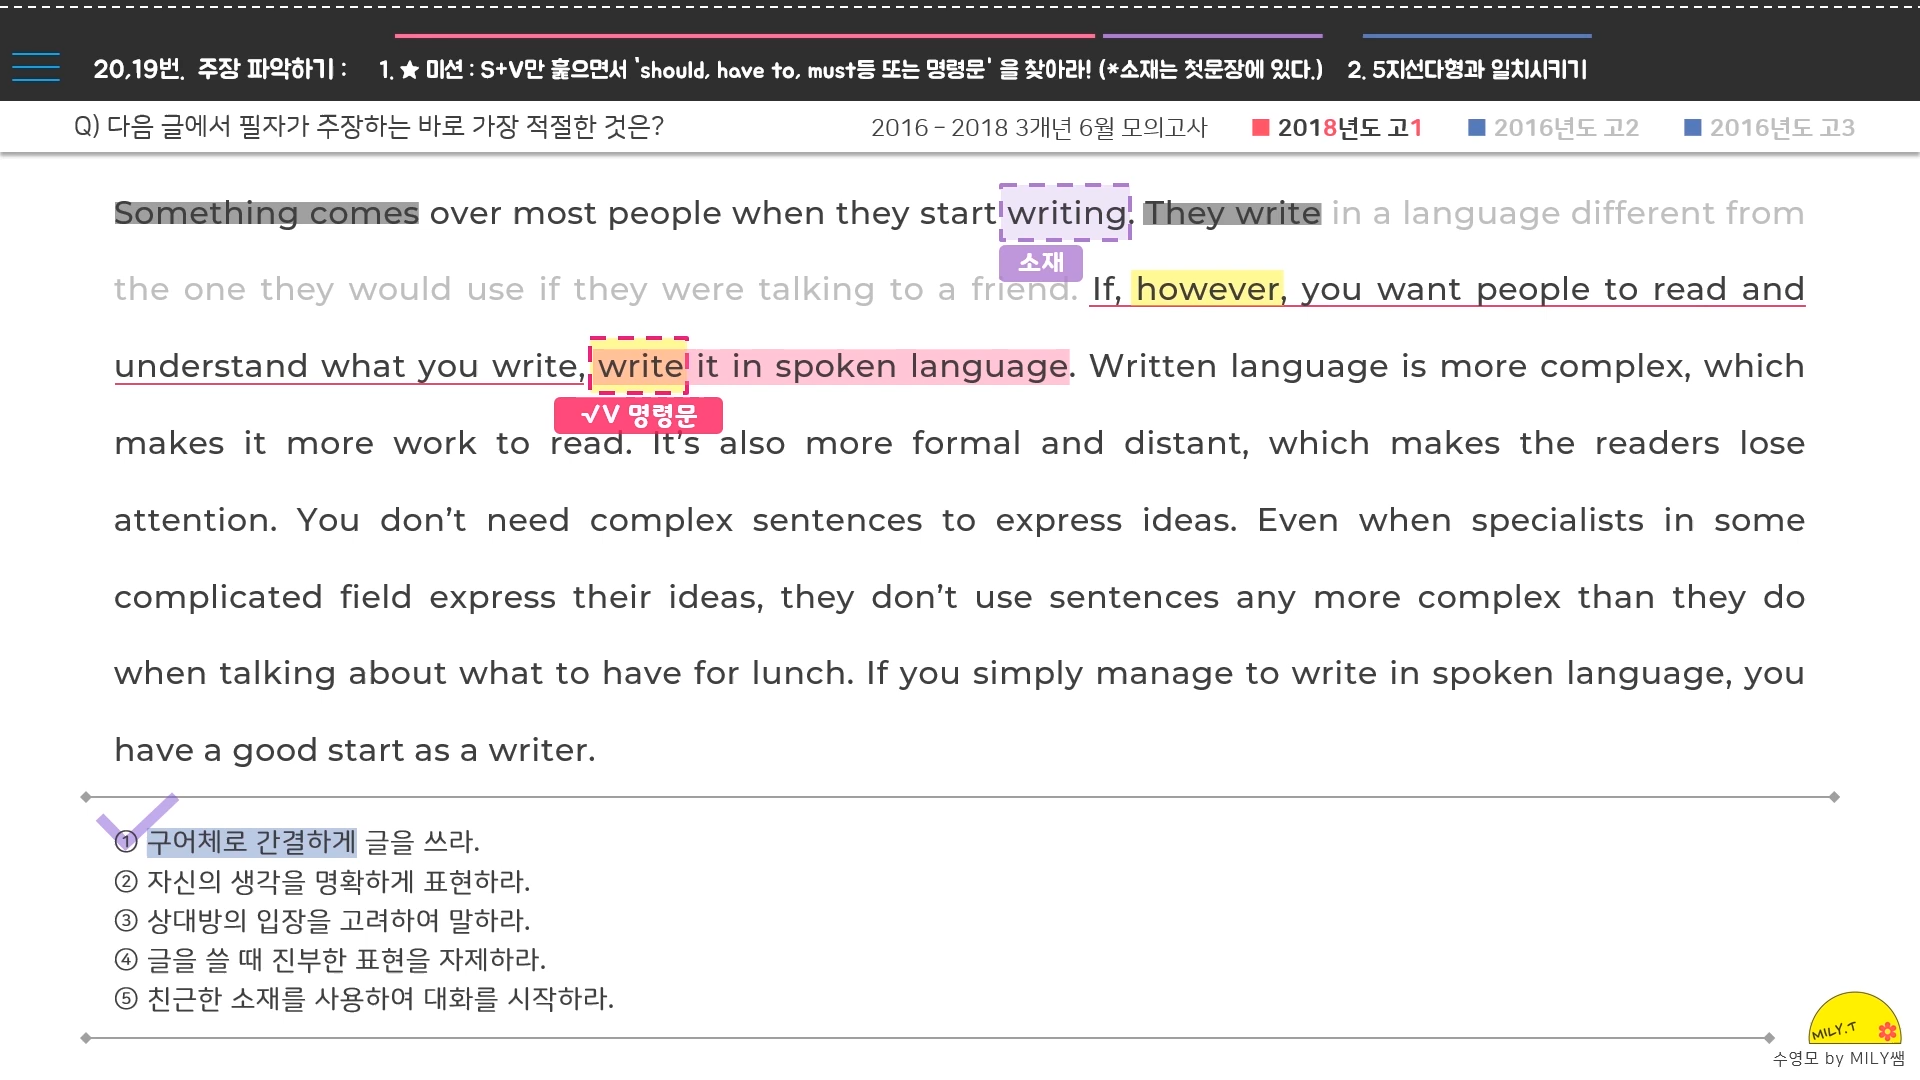 20,19번. 주장 파악하기 : 1. ★ 미션 : S+V만 훑으면서 'should, have to, must등 또는 명령문' 을 찾아라! (*소재는 첫문장에 있다.) 2. 5지선다형과 일치시키기
Q) 다음 글에서 필자가 주장하는 바로 가장 적절한 것은? 2016 - 2018 3개년 6월 모의고사 2018년도 고1 2016년도 고2 2016년도 고3
Something comes over most people when they start writing. They write in a language different from
소재
the one they would use if they were talking to a friend. If, however, you want people to read and
understand what you write, write it in spoken language. Written language is more complex, which
√V 명령문
makes it more work to read. It’s also more formal and distant, which makes the readers lose
attention. You don’t need complex sentences to express ideas. Even when specialists in some
complicated field express their ideas, they don’t use sentences any more complex than they do
when talking about what to have for lunch. If you simply manage to write in spoken language, you
have a good start as a writer.
① 구어체로 간결하게 글을 쓰라.
② 자신의 생각을 명확하게 표현하라.
③ 상대방의 입장을 고려하여 말하라.
④ 글을 쓸 때 진부한 표현을 자제하라.
⑤ 친근한 소재를 사용하여 대화를 시작하라.
MILY.T
수영모 by MILY쌤